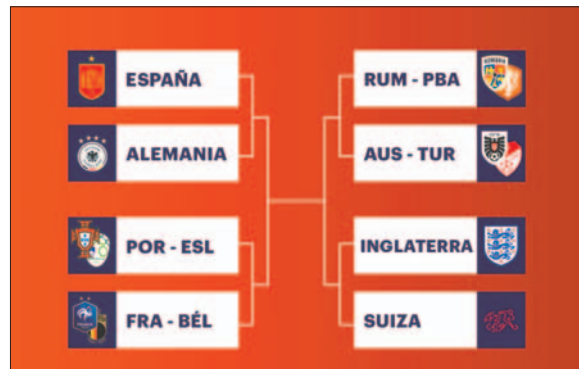 ESPAÑA
ALEMANIA
POR - ESL
FRA - BÉL
RUM - PBA
AUS - TUR
INGLATERRA
SUIZA